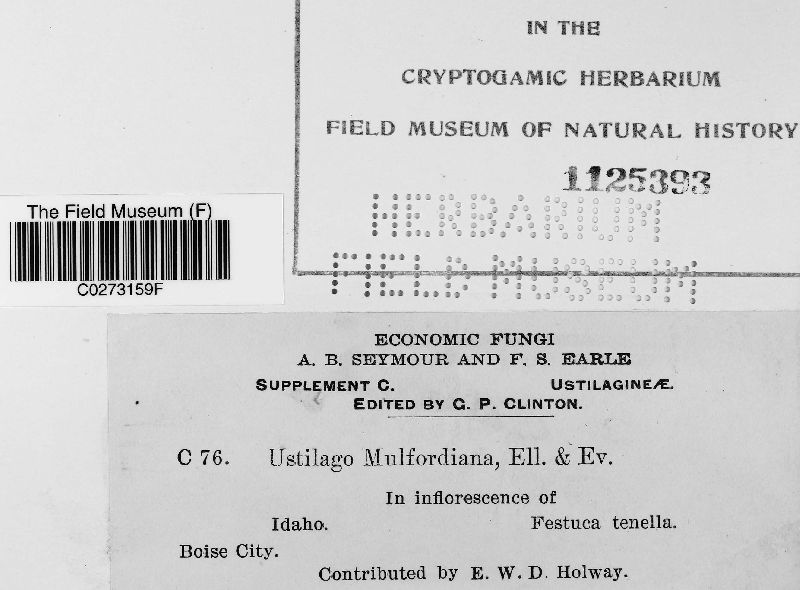 IN THE
CRYPTOGAMIC HERBARIUM
FIELD MUSEUM OF NATURAL HISTORY
1125393
HERBARIUM
FIELD MUSEUM
The Field Museum (F)
C0273159F
ECONOMIC FUNGI
A. B. SEYMOUR AND F. S. EARLE
SUPPLEMENT C. USTILAGINEÆ.
EDITED BY G. P. CLINTON.
C 76. Ustilago Mulfordiana, Ell. & Ev.
In inflorescence of
Idaho. Festuca tenella.
Boise City.
Contributed by E. W. D. Holway.